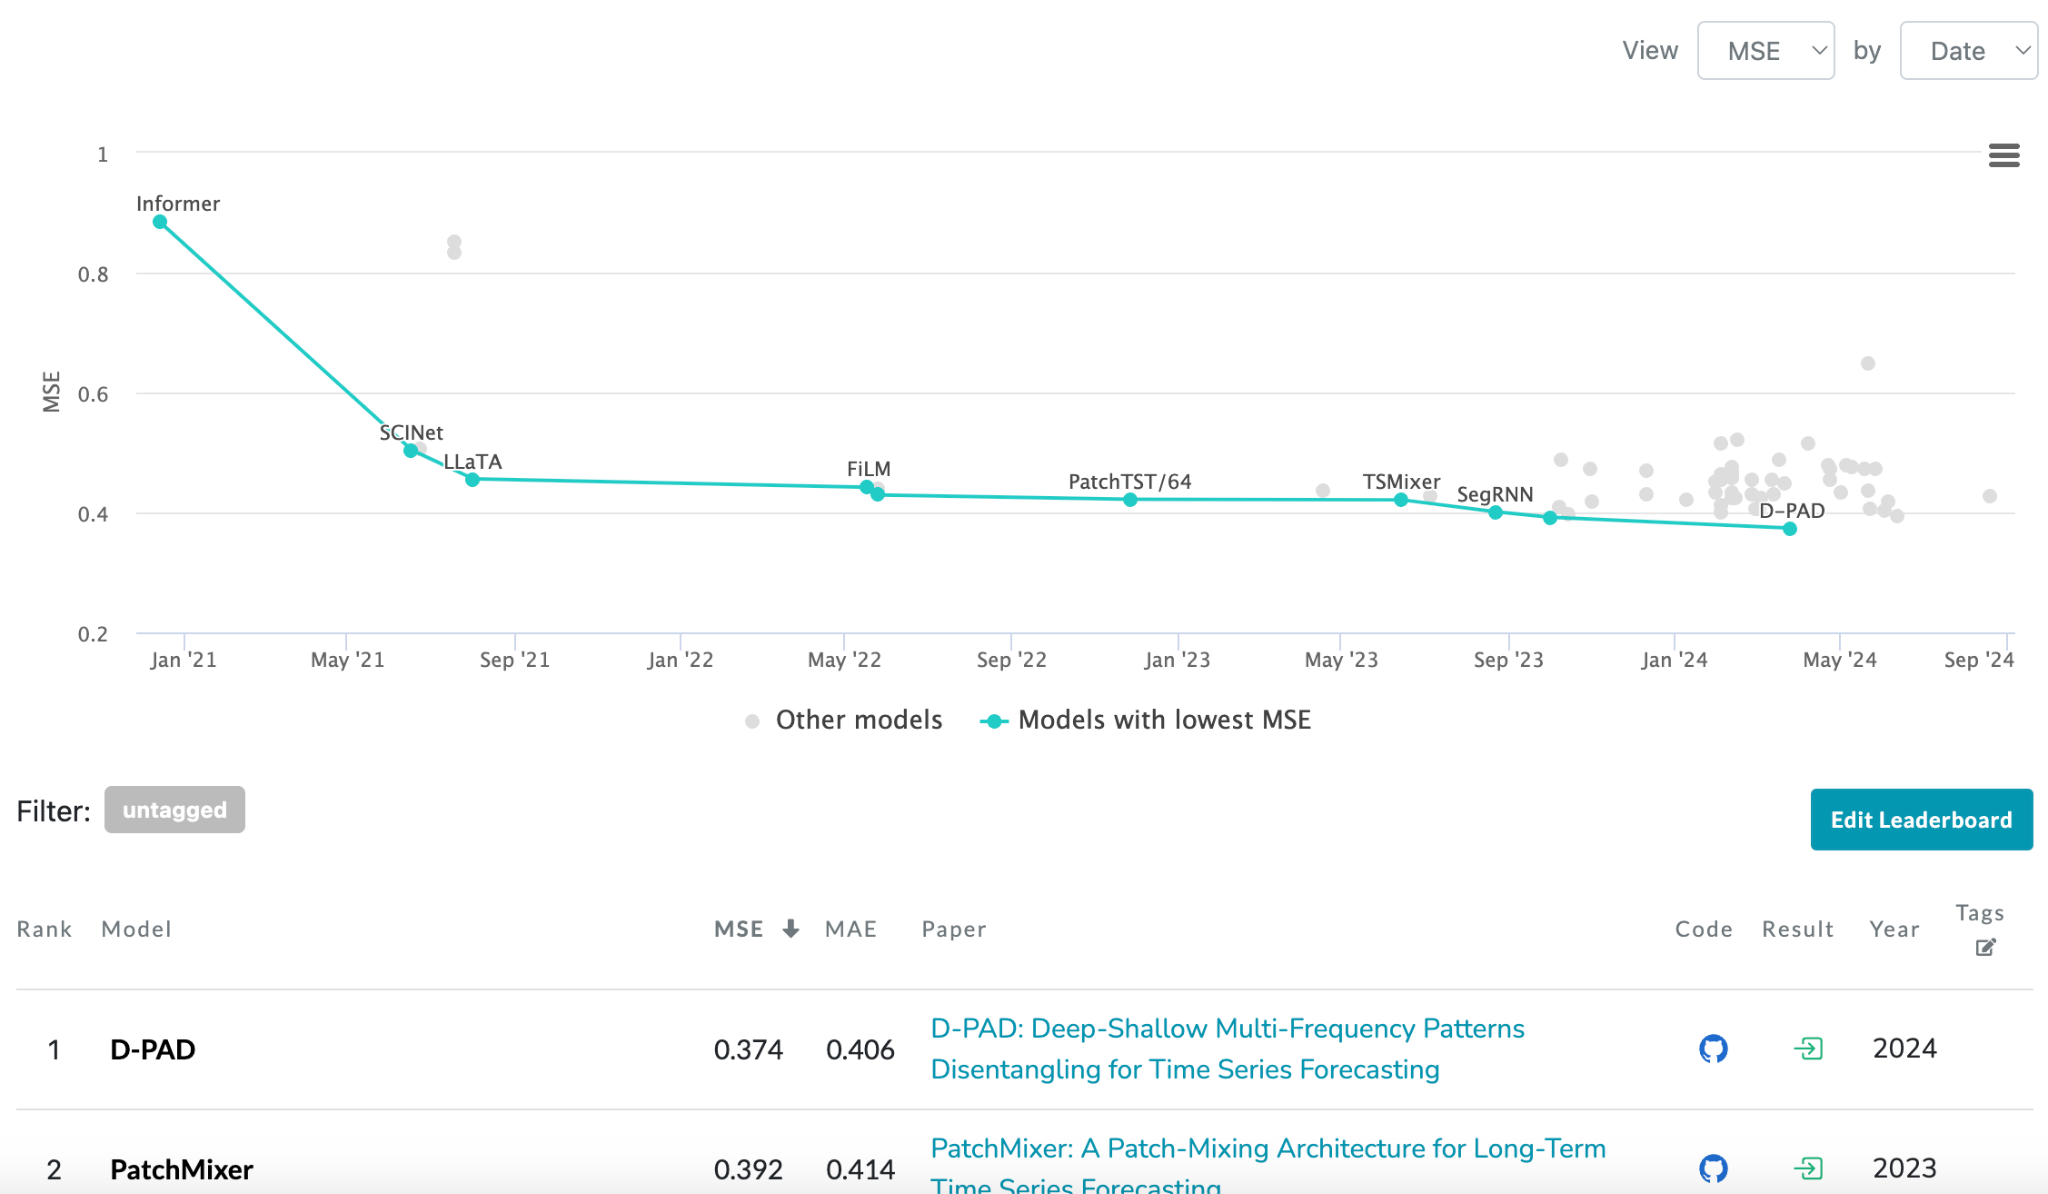 View MSE by Date
1
Informer
0.8
MSE
0.6
SCINet
LLaTA
FiLM
PatchTST/64
TSMixer
SegRNN
D-PAD
0.4
0.2
Jan '21 May '21 Sep '21 Jan '22 May '22 Sep '22 Jan '23 May '23 Sep '23 Jan '24 May '24 Sep '24
Other models Models with lowest MSE
Filter: untagged
Edit Leaderboard
Rank Model MSE MAE Paper Code Result Year Tags
1 D-PAD 0.374 0.406 D-PAD: Deep-Shallow Multi-Frequency Patterns
Disentangling for Time Series Forecasting 2024
2 PatchMixer 0.392 0.414 PatchMixer: A Patch-Mixing Architecture for Long-Term
Time Series Forecasting 2023